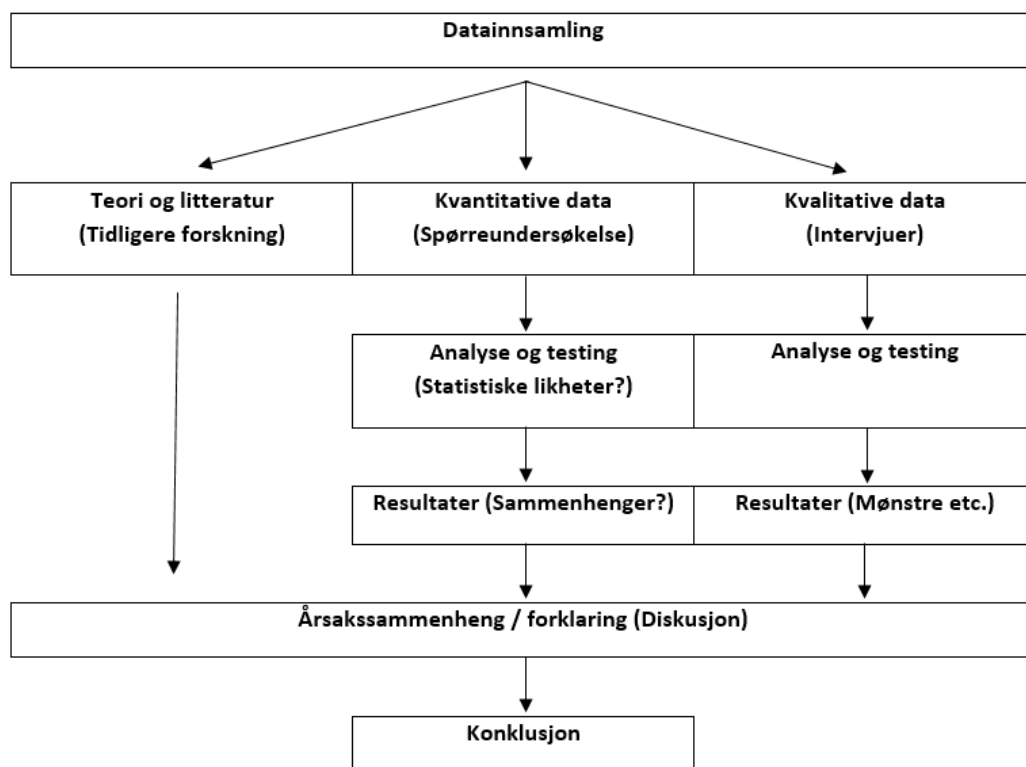 Datainnsamling
Teori og litteratur
(Tidligere forskning)
Kvantitative data
(Spørreundersøkelse)
Kvalitative data
(Intervjuer)
Analyse og testing
(Statistiske likheter?)
Analyse og testing
Resultater (Sammenhenger?)
Resultater (Mønstre etc.)
Årsakssammenheng / forklaring (Diskusjon)
Konklusjon